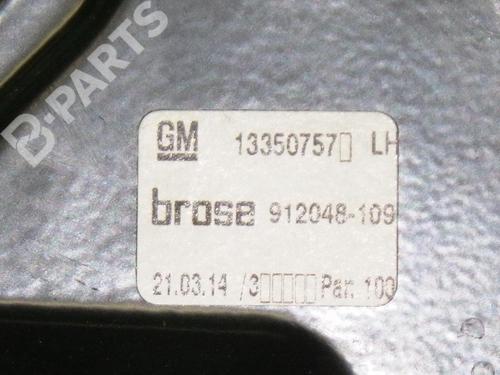 B-PARTS
GM 13350757▯ LH
brose 912048-109
21.03.14 /3▯▯▯▯▯ Par. 100